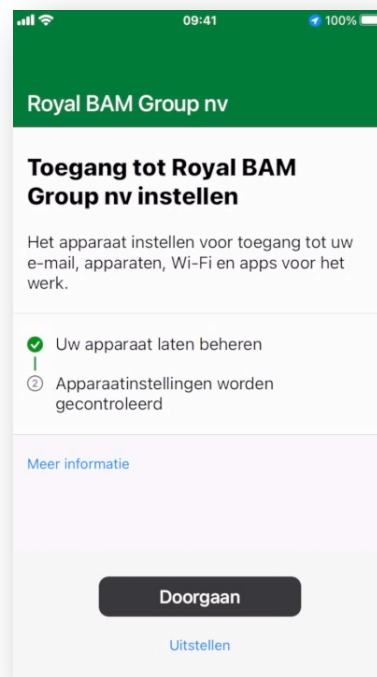 09:41
100%
Royal BAM Group nv
Toegang tot Royal BAM
Group nv instellen
Het apparaat instellen voor toegang tot uw
e-mail, apparaten, Wi-Fi en apps voor het
werk.
Uw apparaat laten beheren
2
Apparaatinstellingen worden
gecontroleerd
Meer informatie
Doorgaan
Uitstellen